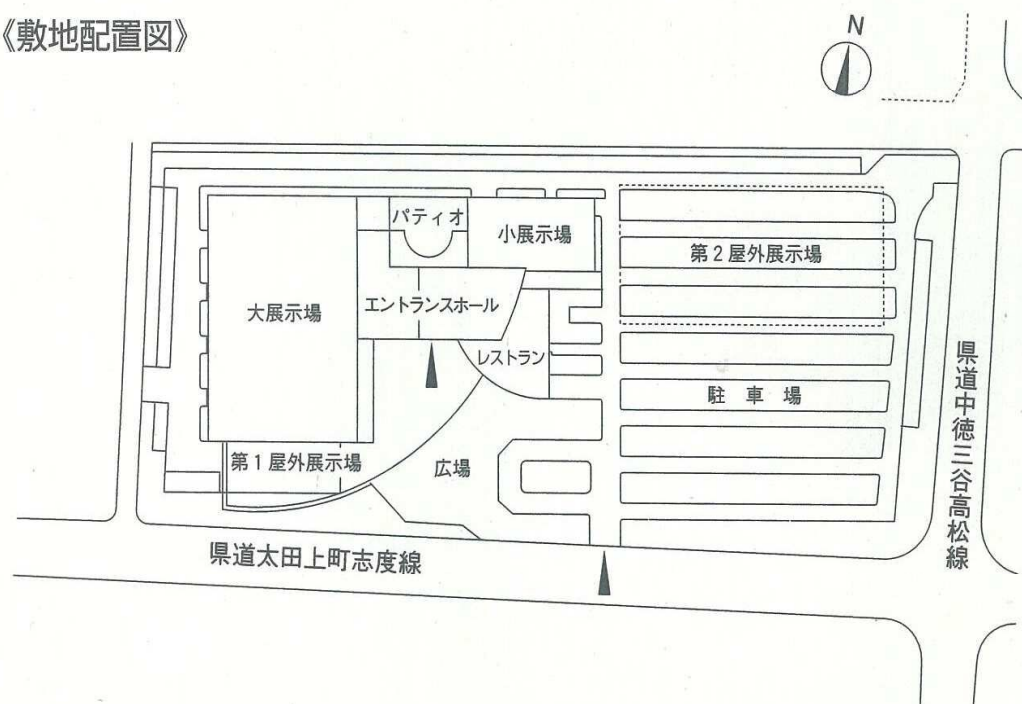 《敷地配置図》
N
パティオ
小展示場
第2屋外展示場
大展示場
エントランスホール
レストラン
駐車場
第1屋外展示場
広場
県道中徳三谷高松線
県道太田上町志度線